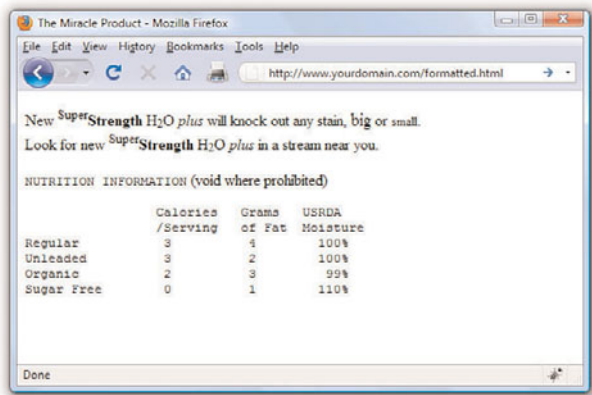 The Miracle Product - Mozilla Firefox
File Edit View History Bookmarks Tools Help
http://www.yourdomain.com/formatted.html
New SuperStrength H2O plus will knock out any stain, big or small.
Look for new SuperStrength H2O plus in a stream near you.
NUTRITION INFORMATION (void where prohibited)
Calories Grams USRDA
/Serving of Fat Moisture
Regular 3 4 100%
Unleaded 3 2 100%
Organic 2 3 99%
Sugar Free 0 1 110%
Done